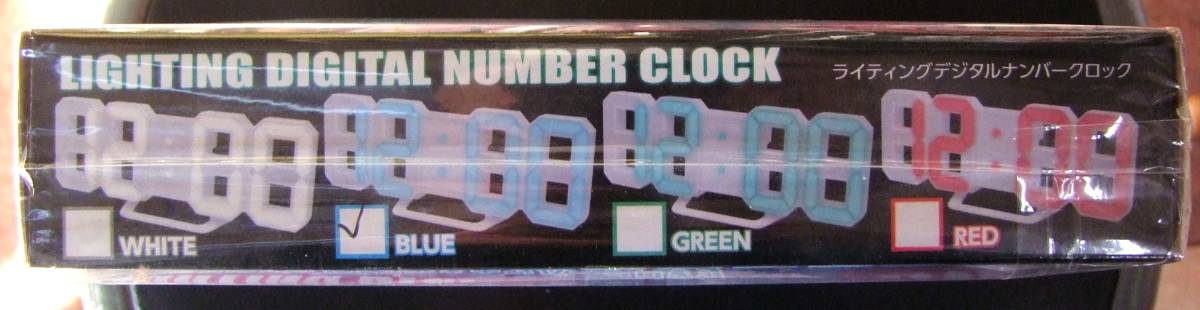 LIGHTING DIGITAL NUMBER CLOCK
ライティングデジタルナンバークロック
12:00
12:00
12:00
12:00
WHITE
BLUE
GREEN
RED